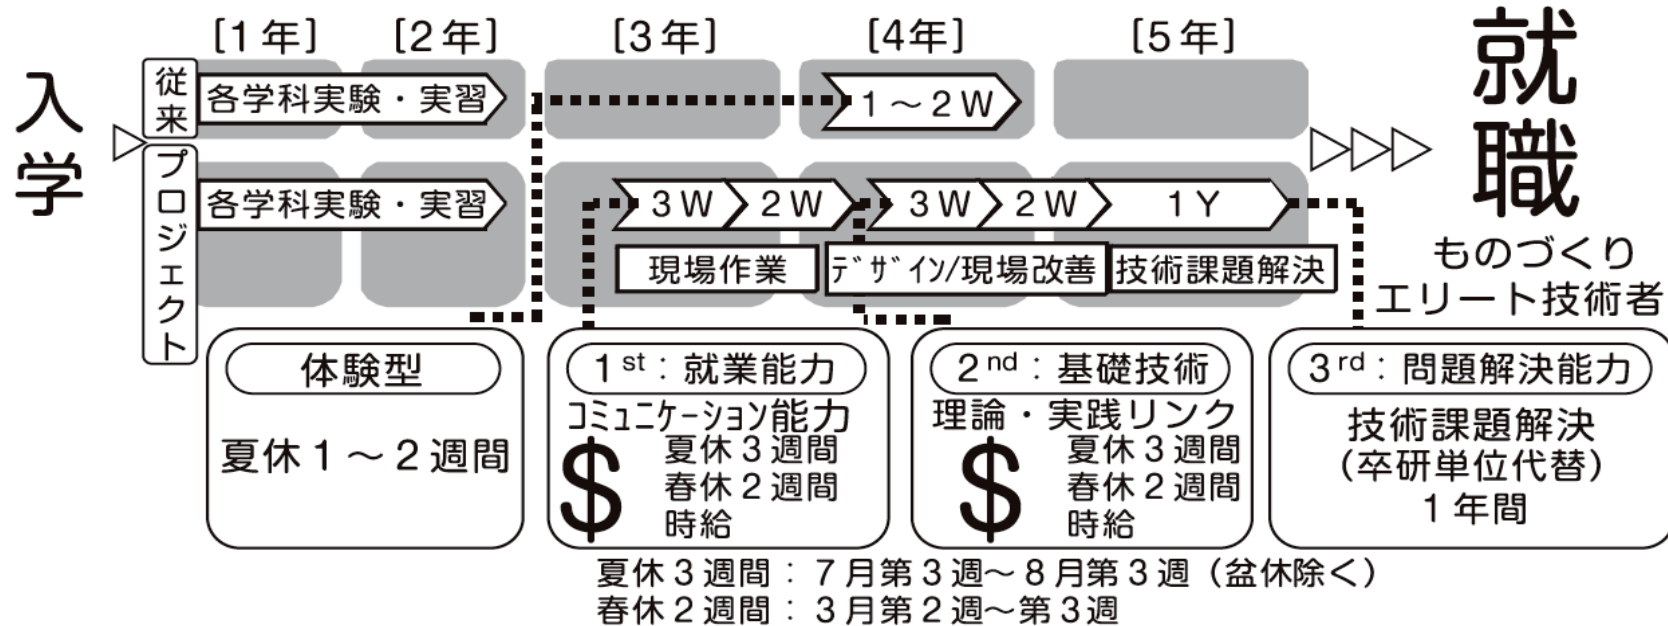 ［1年］ ［2年］ ［3年］ ［4年］ ［5年］
入学
従来
各学科実験・実習
1～2W
プロジェクト
各学科実験・実習
3W 2W 3W 2W 1Y
現場作業 ﾃﾞｻﾞｲﾝ/現場改善 技術課題解決
就職
ものづくり
エリート技術者
体験型
夏休1～2週間
1st：就業能力
ｺﾐｭﾆｹｰｼｮﾝ能力
$
夏休3週間
春休2週間
時給
2nd：基礎技術
理論・実践リンク
$
夏休3週間
春休2週間
時給
3rd：問題解決能力
技術課題解決
（卒研単位代替）
1年間
夏休3週間：7月第3週～8月第3週（盆休除く）
春休2週間：3月第2週～第3週